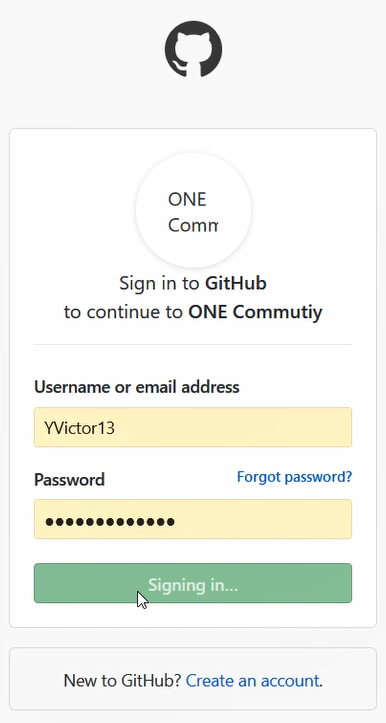 ONE
Comm
Sign in to GitHub
to continue to ONE Commutiy
Username or email address
YVictor13
Password Forgot password?
●●●●●●●●●●●●●
Signing in...
New to GitHub? Create an account.